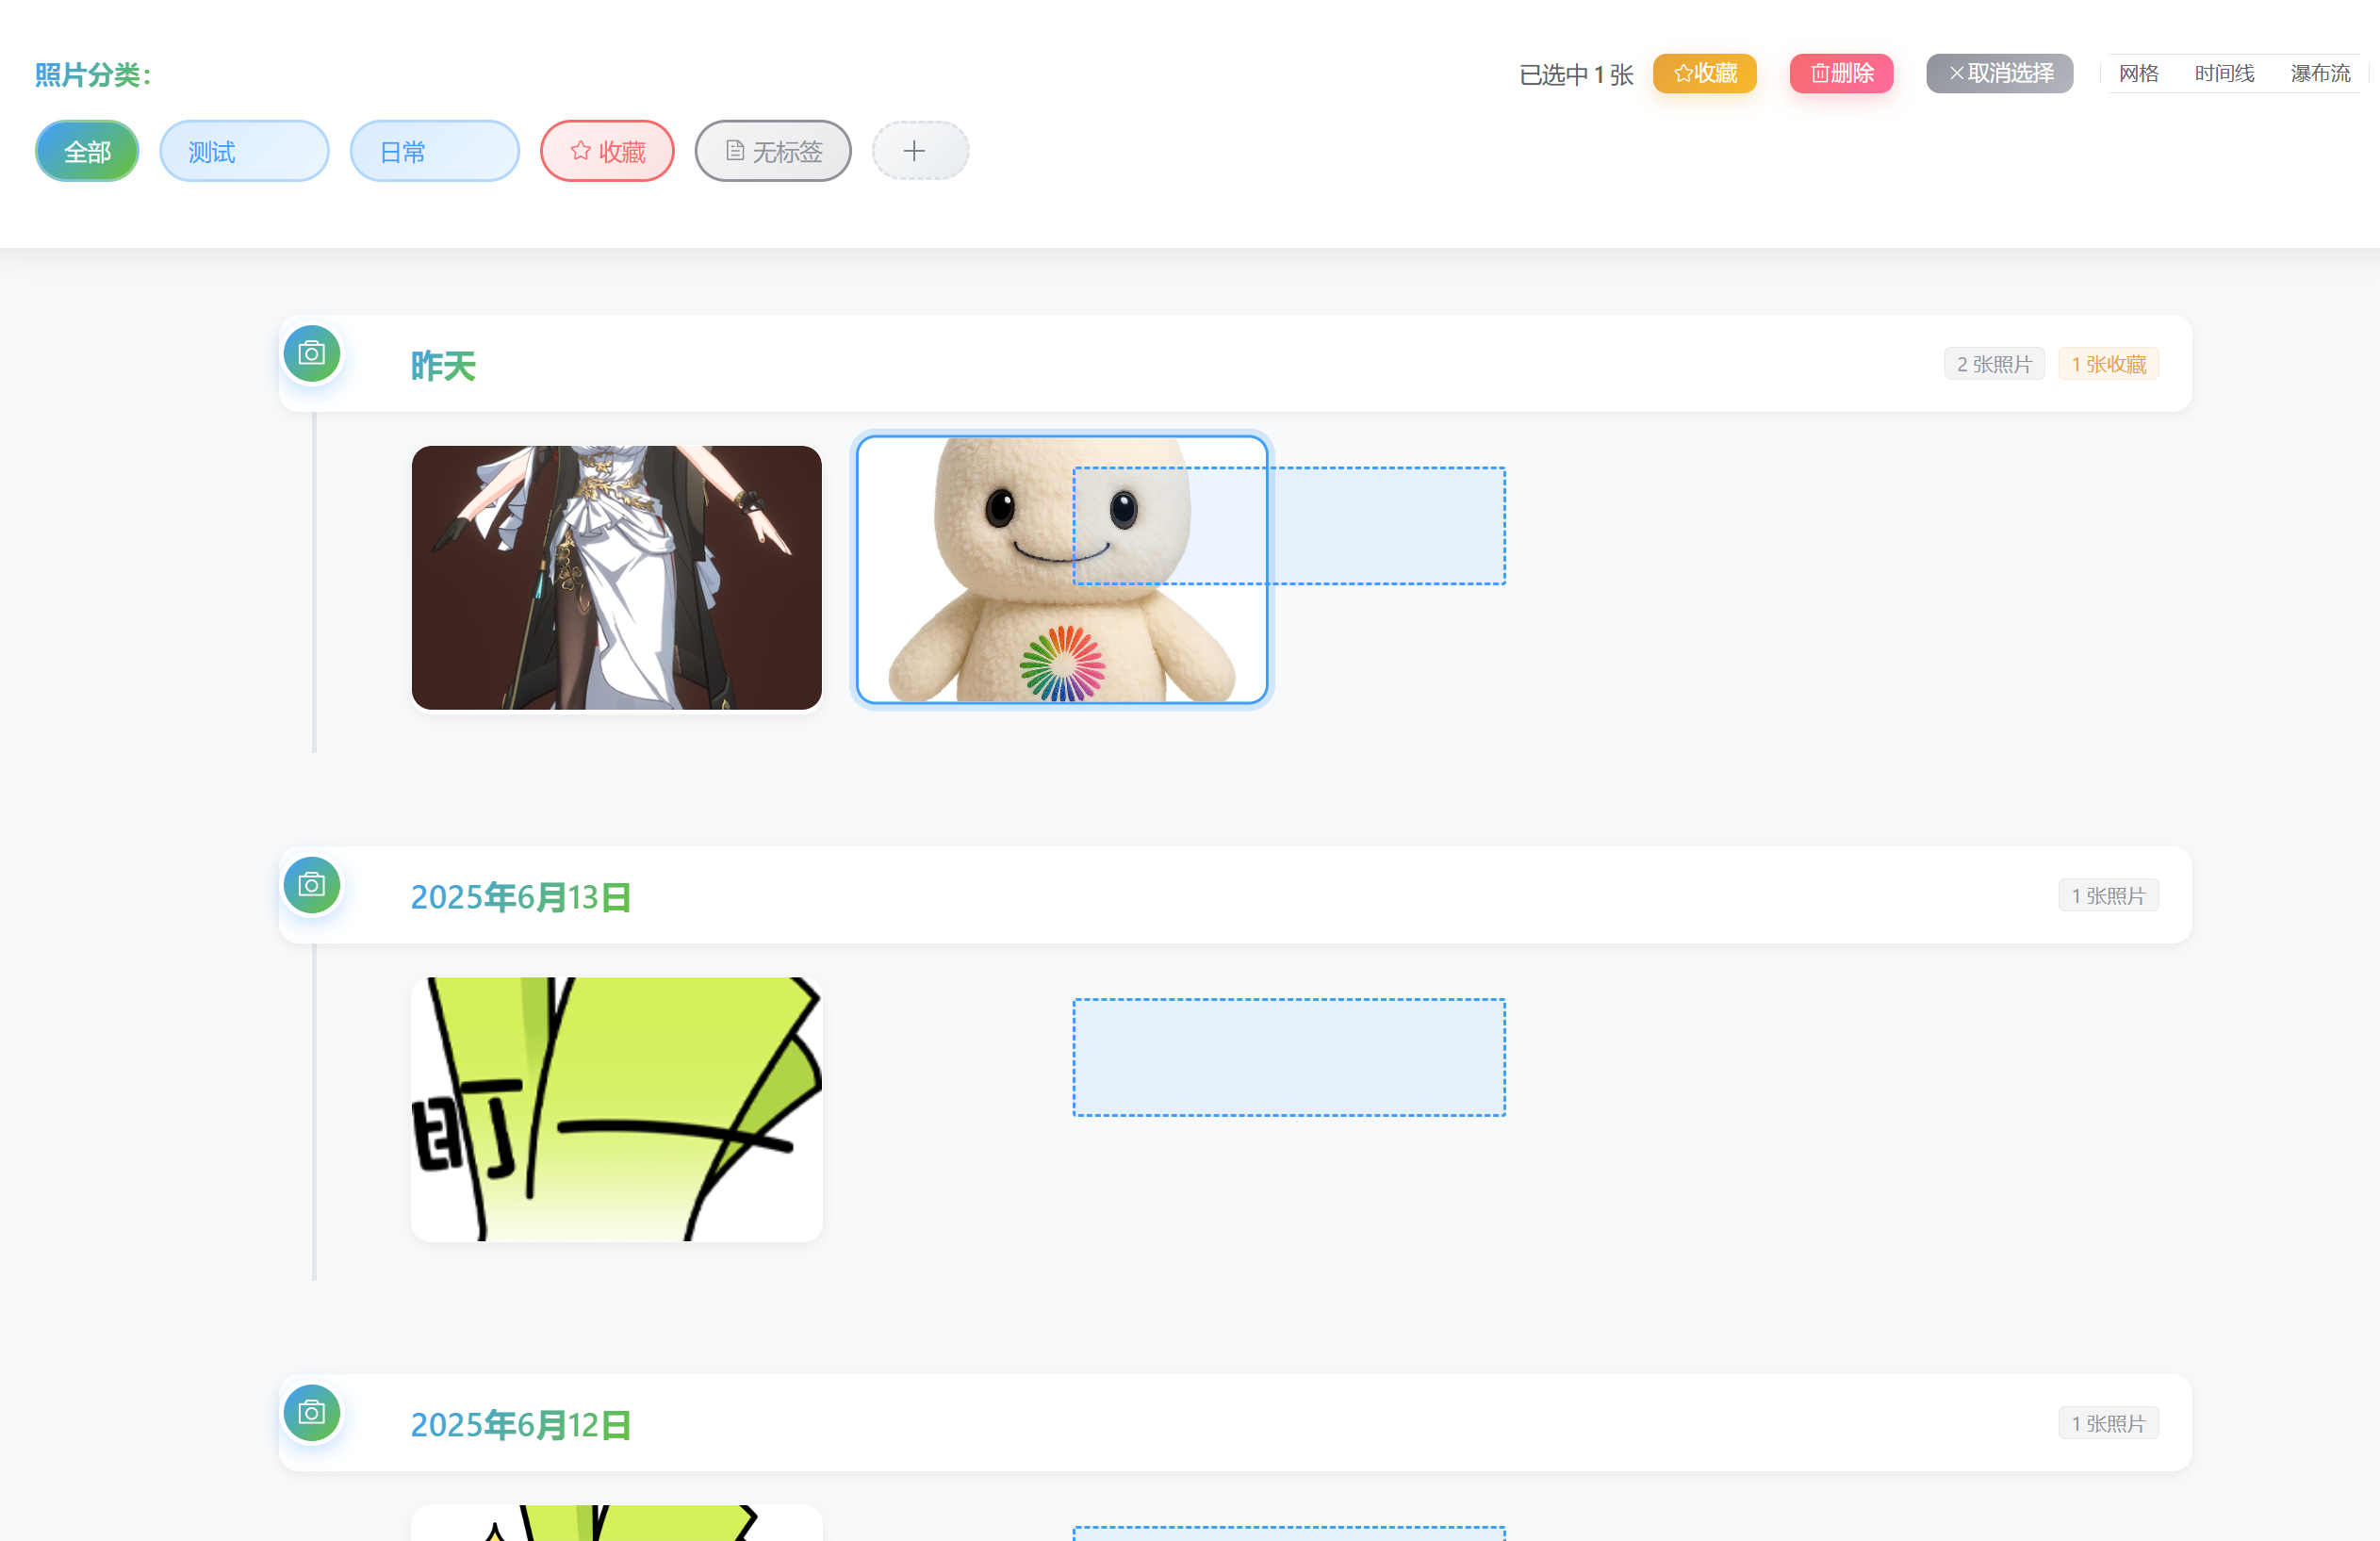 照片分类：
已选中 1 张 收藏 删除 取消选择 网格 时间线 瀑布流
全部 测试 日常 收藏 无标签
昨天 2 张照片 1 张收藏
2025年6月13日 1 张照片
2025年6月12日 1 张照片